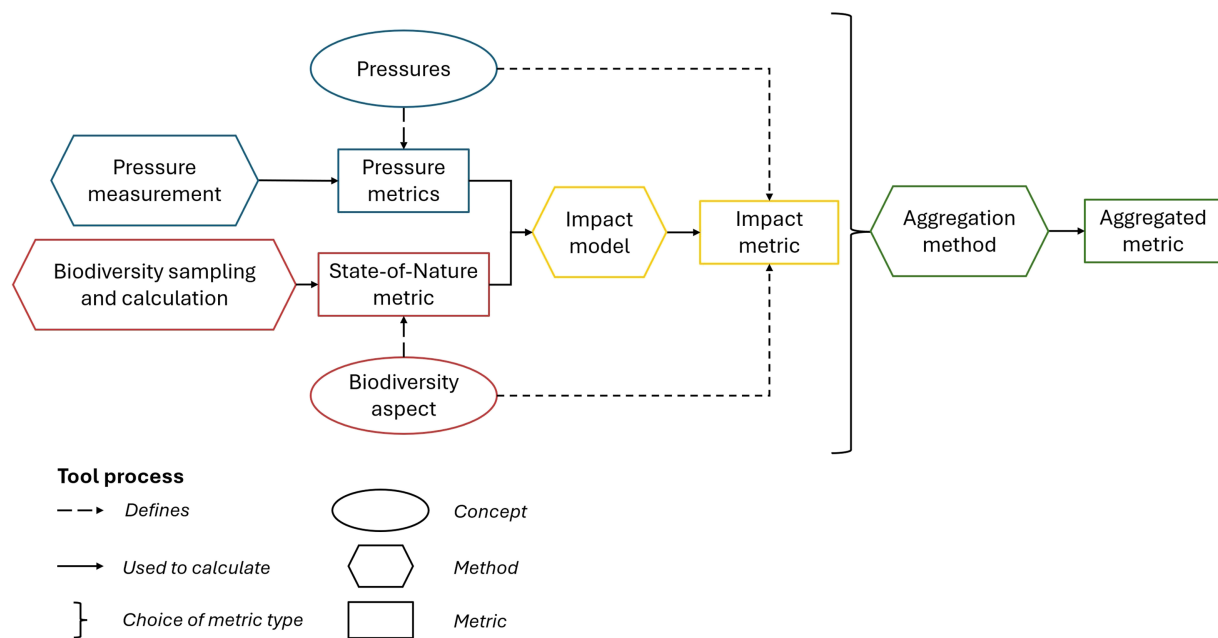 Pressures
Pressure
measurement
Pressure
metrics
Biodiversity sampling
and calculation
State-of-Nature
metric
Biodiversity
aspect
Impact
model
Impact
metric
Aggregation
method
Aggregated
metric
Tool process
Defines
Concept
Used to calculate
Method
Choice of metric type
Metric